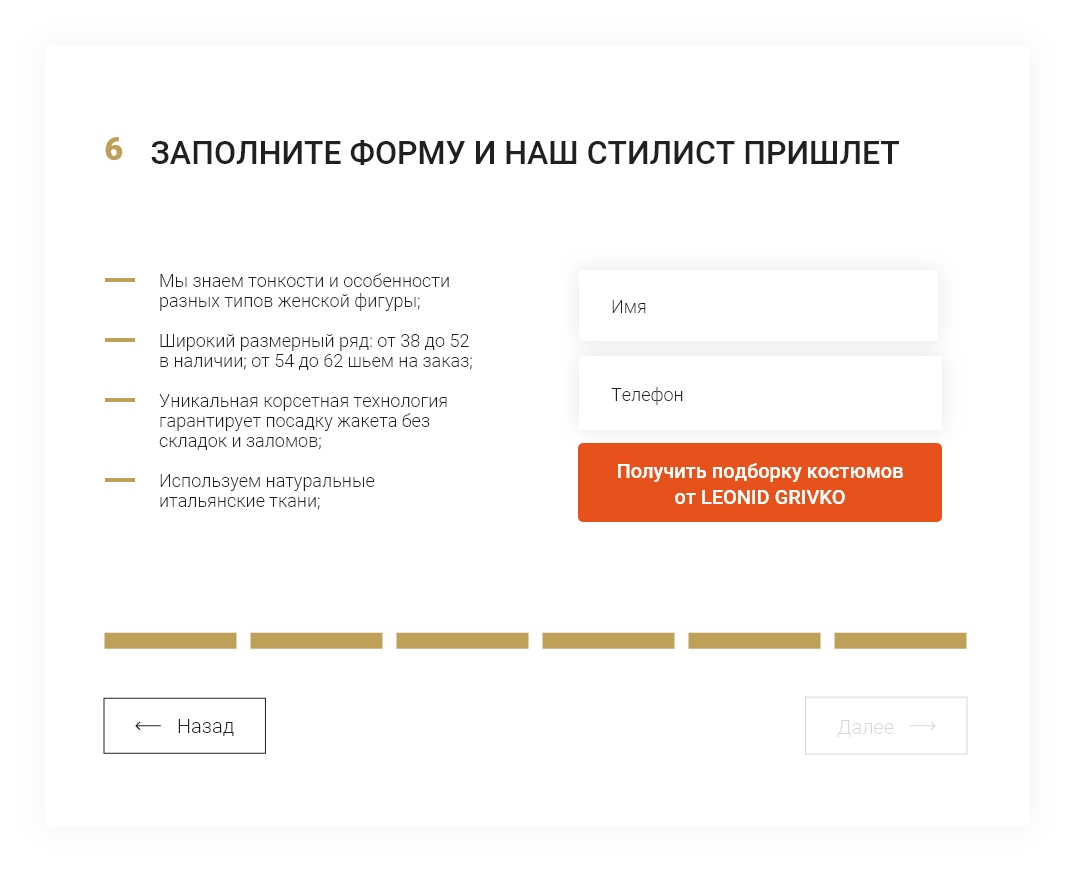 6 ЗАПОЛНИТЕ ФОРМУ И НАШ СТИЛИСТ ПРИШЛЕТ
Мы знаем тонкости и особенности
разных типов женской фигуры;
Широкий размерный ряд: от 38 до 52
в наличии; от 54 до 62 шьем на заказ;
Уникальная корсетная технология
гарантирует посадку жакета без
складок и заломов;
Используем натуральные
итальянские ткани;
Имя
Телефон
Получить подборку костюмов
от LEONID GRIVKO
Назад
Далее